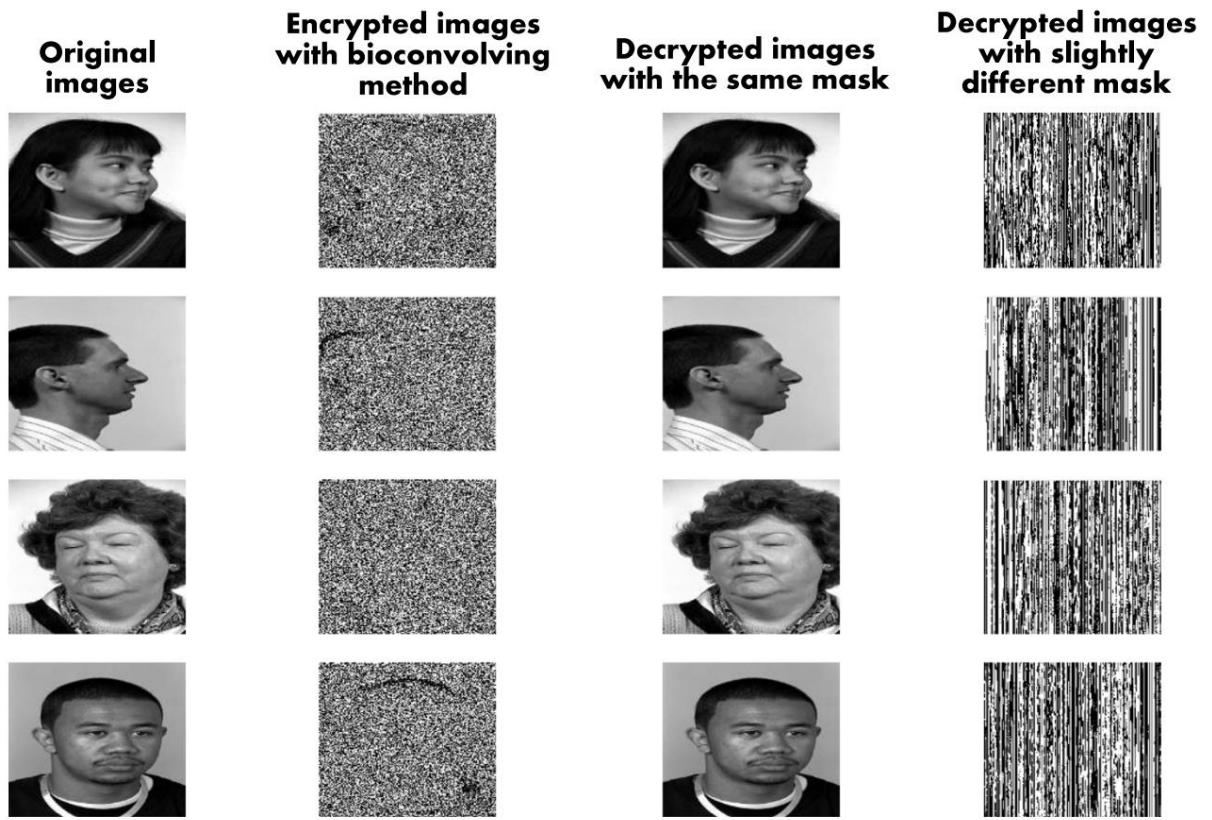 Original
images
Encrypted images
with bioconvolving
method
Decrypted images
with the same mask
Decrypted images
with slightly
different mask